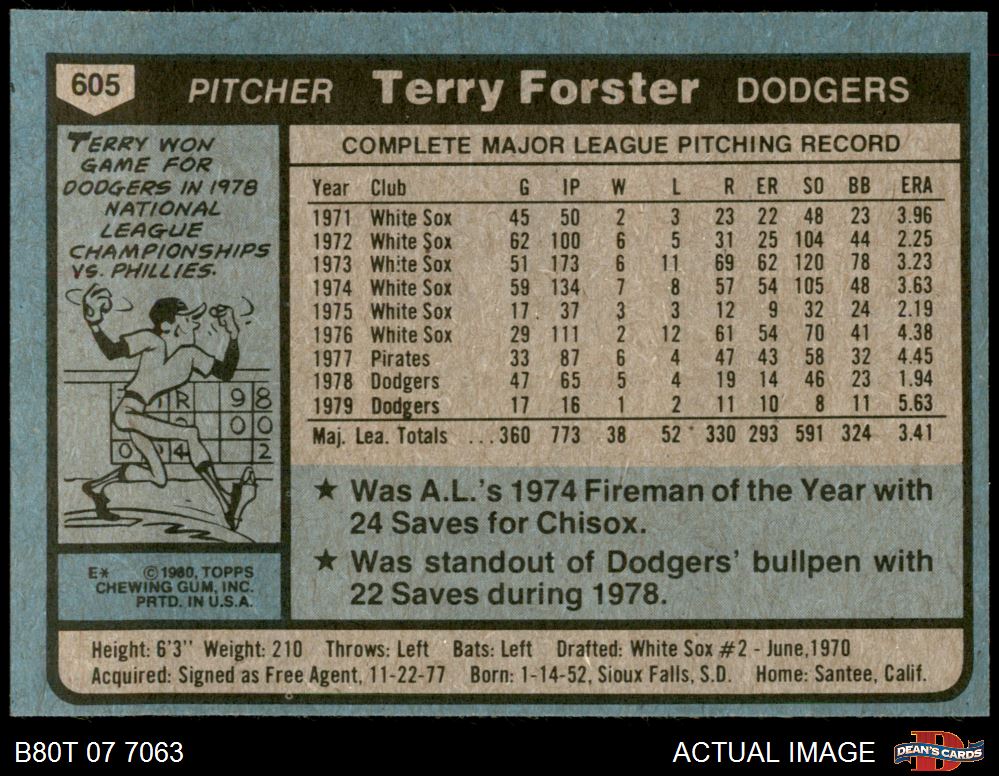 605 PITCHER Terry Forster DODGERS
TERRY WON
GAME FOR
DODGERS IN 1978
NATIONAL
LEAGUE
CHAMPIONSHIPS
VS. PHILLIES.
R 9 8
0 0
0 4 2
E* ©1980, TOPPS
CHEWING GUM, INC.
PRTD. IN U.S.A.
COMPLETE MAJOR LEAGUE PITCHING RECORD
Year Club G IP W L R ER SO BB ERA
1971 White Sox 45 50 2 3 23 22 48 23 3.96
1972 White Sox 62 100 6 5 31 25 104 44 2.25
1973 White Sox 51 173 6 11 69 62 120 78 3.23
1974 White Sox 59 134 7 8 57 54 105 48 3.63
1975 White Sox 17 37 3 3 12 9 32 24 2.19
1976 White Sox 29 111 2 12 61 54 70 41 4.38
1977 Pirates 33 87 6 4 47 43 58 32 4.45
1978 Dodgers 47 65 5 4 19 14 46 23 1.94
1979 Dodgers 17 16 1 2 11 10 8 11 5.63
Maj. Lea. Totals ...360 773 38 52 330 293 591 324 3.41
★ Was A.L.'s 1974 Fireman of the Year with
24 Saves for Chisox.
★ Was standout of Dodgers' bullpen with
22 Saves during 1978.
Height: 6'3" Weight: 210 Throws: Left Bats: Left Drafted: White Sox #2 - June,1970
Acquired: Signed as Free Agent, 11-22-77 Born: 1-14-52, Sioux Falls, S.D. Home: Santee, Calif.
B80T 07 7063 ACTUAL IMAGE DEAN'S CARDS